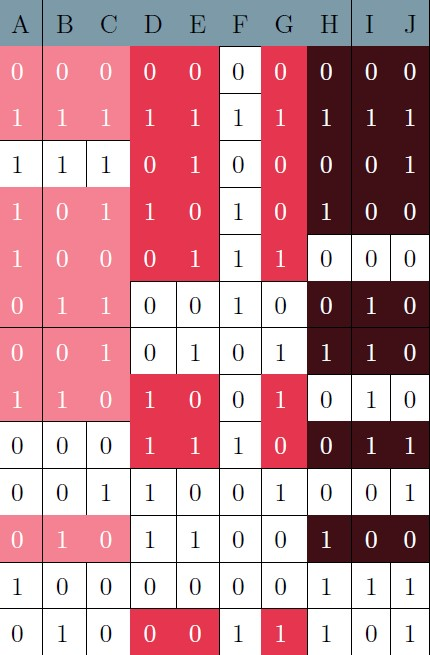 A B C D E F G H I J
0 0 0 0 0 0 0 0 0 0
1 1 1 1 1 1 1 1 1 1
1 1 1 0 1 0 0 0 0 1
1 0 1 1 0 1 0 1 0 0
1 0 0 0 1 1 1 0 0 0
0 1 1 0 0 1 0 0 1 0
0 0 1 0 1 0 1 1 1 0
1 1 0 1 0 0 1 0 1 0
0 0 0 1 1 1 0 0 1 1
0 0 1 1 0 0 1 0 0 1
0 1 0 1 1 0 0 1 0 0
1 0 0 0 0 0 0 1 1 1
0 1 0 0 0 1 1 1 0 1